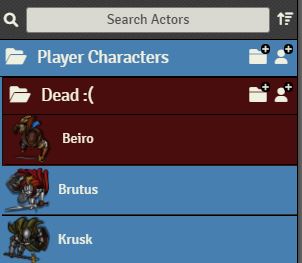 Search Actors
Player Characters
Dead :(
Beiro
Brutus
Krusk